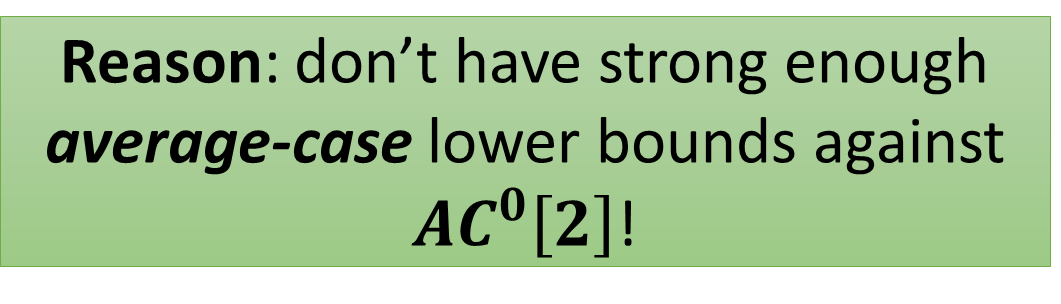 Reason: don’t have strong enough
average-case lower bounds against
AC⁰[2]!